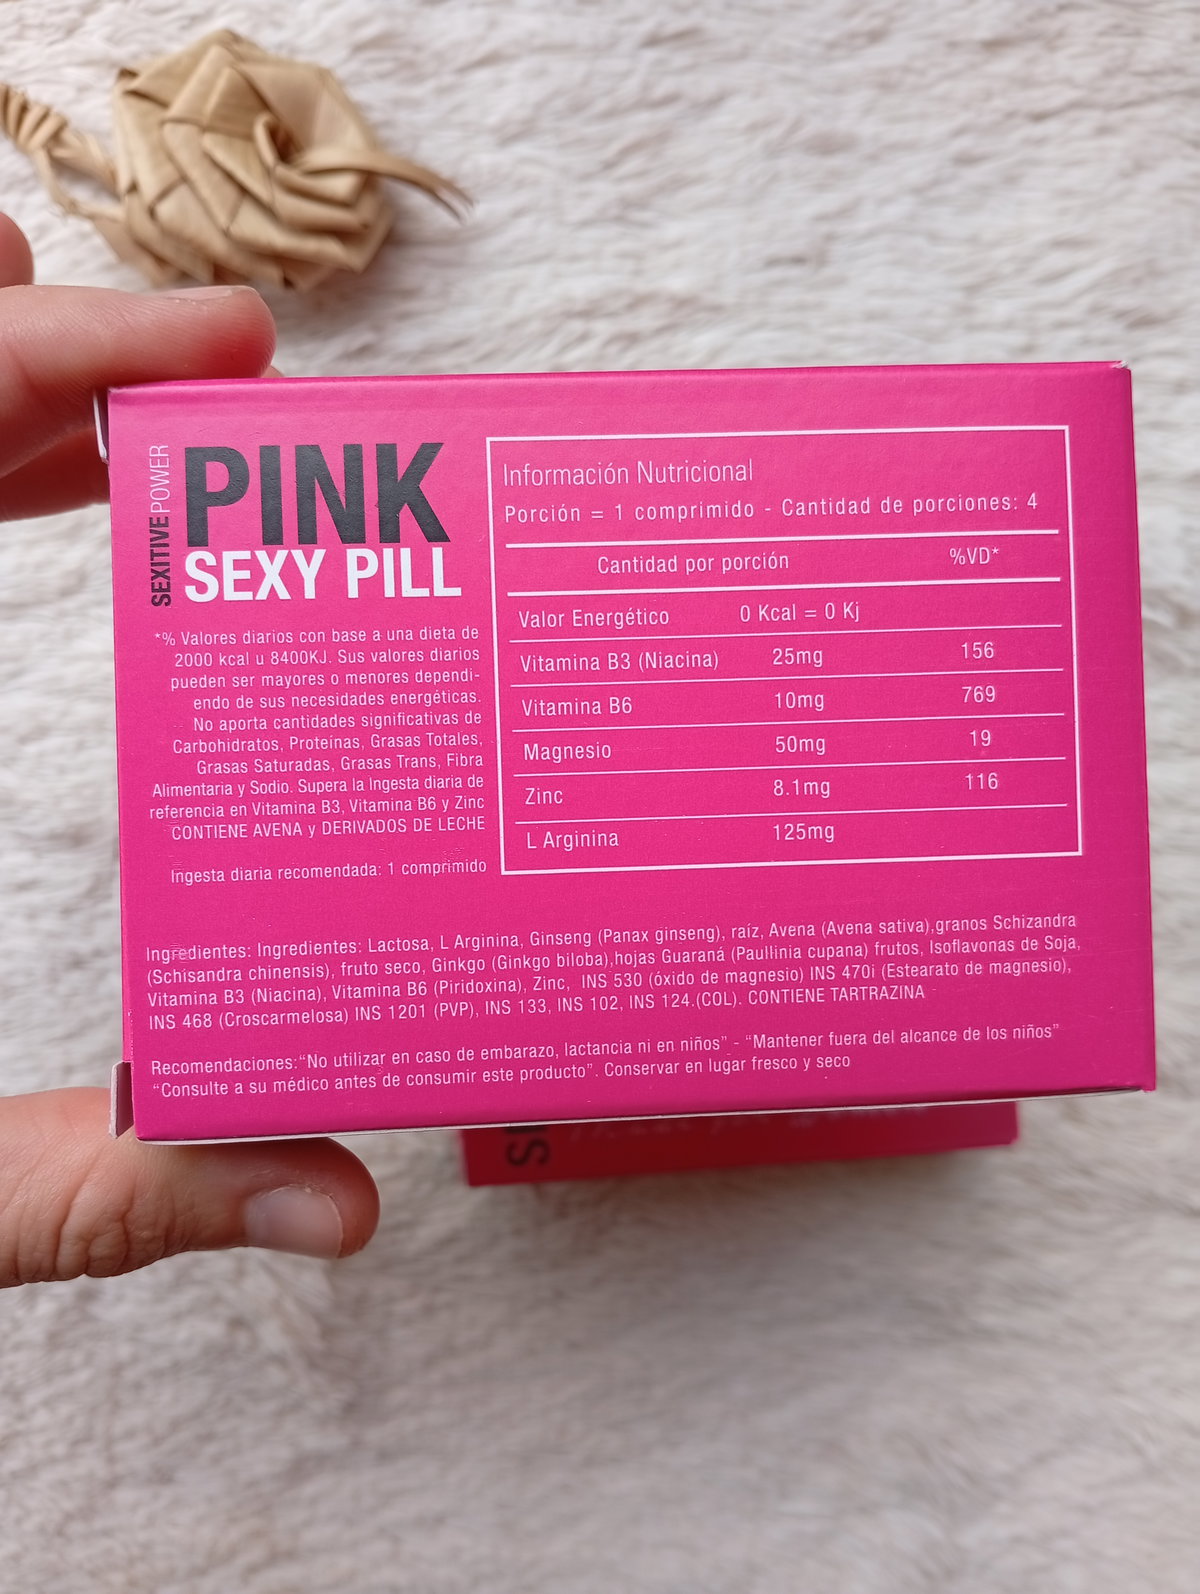 SEXITIVE POWER
PINK
SEXY PILL
*% Valores diarios con base a una dieta de
2000 kcal u 8400KJ. Sus valores diarios
pueden ser mayores o menores dependi-
endo de sus necesidades energéticas.
No aporta cantidades significativas de
Carbohidratos, Proteínas, Grasas Totales,
Grasas Saturadas, Grasas Trans, Fibra
Alimentaria y Sodio. Supera la Ingesta diaria de
referencia en Vitamina B3, Vitamina B6 y Zinc
CONTIENE AVENA y DERIVADOS DE LECHE
Ingesta diaria recomendada: 1 comprimido
Información Nutricional
Porción = 1 comprimido - Cantidad de porciones: 4
Cantidad por porción %VD*
Valor Energético 0 Kcal = 0 Kj
Vitamina B3 (Niacina) 25mg 156
Vitamina B6 10mg 769
Magnesio 50mg 19
Zinc 8.1mg 116
L Arginina 125mg
Ingredientes: Ingredientes: Lactosa, L Arginina, Ginseng (Panax ginseng), raíz, Avena (Avena sativa),granos Schizandra
(Schisandra chinensis), fruto seco, Ginkgo (Ginkgo biloba),hojas Guaraná (Paullinia cupana) frutos, Isoflavonas de Soja,
Vitamina B3 (Niacina), Vitamina B6 (Piridoxina), Zinc, INS 530 (óxido de magnesio) INS 470i (Estearato de magnesio),
INS 468 (Croscarmelosa) INS 1201 (PVP), INS 133, INS 102, INS 124.(COL). CONTIENE TARTRAZINA
Recomendaciones:“No utilizar en caso de embarazo, lactancia ni en niños” - “Mantener fuera del alcance de los niños”
“Consulte a su médico antes de consumir este producto”. Conservar en lugar fresco y seco